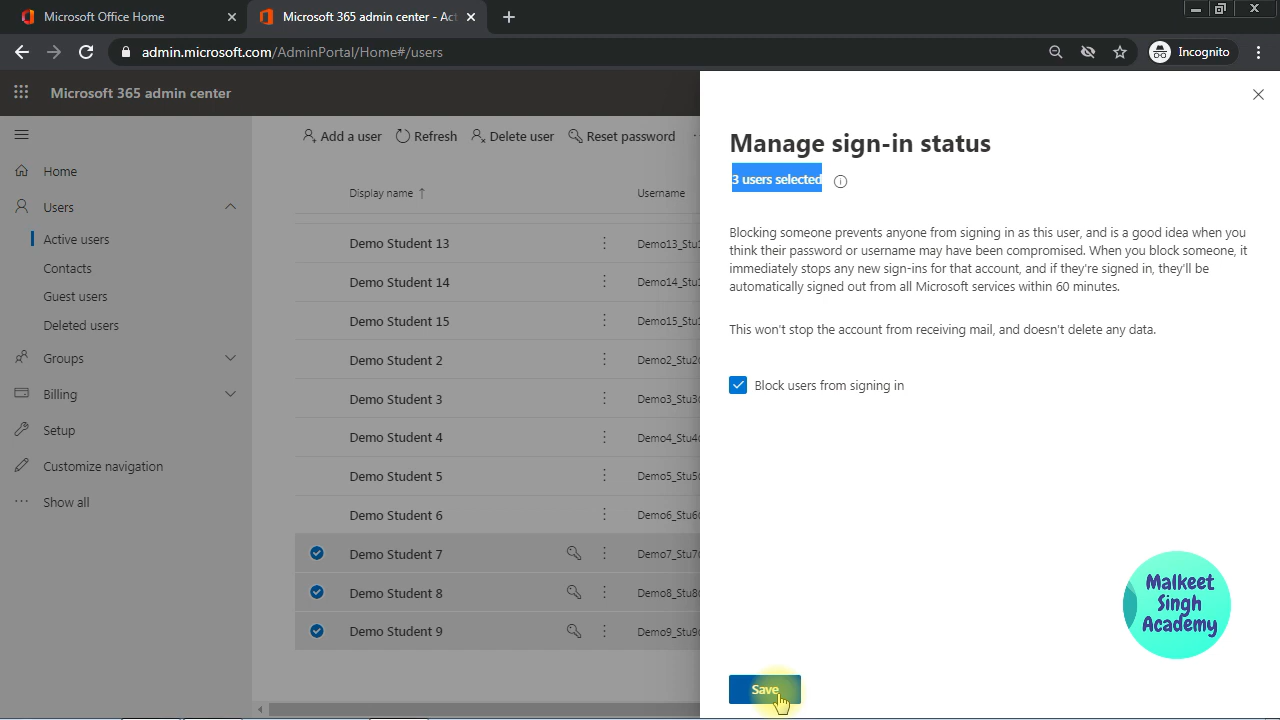 Microsoft Office Home
Microsoft 365 admin center - Act
admin.microsoft.com/AdminPortal/Home#/users
Incognito
Microsoft 365 admin center
Home
Users
Active users
Contacts
Guest users
Deleted users
Groups
Billing
Setup
Customize navigation
Show all
Add a user
Refresh
Delete user
Reset password
Display name ↑
Username
Demo Student 13
Demo13_Stu1
Demo Student 14
Demo14_Stu1
Demo Student 15
Demo15_Stu1
Demo Student 2
Demo2_Stu2
Demo Student 3
Demo3_Stu3
Demo Student 4
Demo4_Stu4
Demo Student 5
Demo5_Stu5
Demo Student 6
Demo6_Stu6
Demo Student 7
Demo7_Stu7
Demo Student 8
Demo8_Stu8
Demo Student 9
Demo9_Stu9
Manage sign-in status
3 users selected
Blocking someone prevents anyone from signing in as this user, and is a good idea when you
think their password or username may have been compromised. When you block someone, it
immediately stops any new sign-ins for that account, and if they're signed in, they'll be
automatically signed out from all Microsoft services within 60 minutes.
This won't stop the account from receiving mail, and doesn't delete any data.
Block users from signing in
Malkeet
Singh
Academy
Save